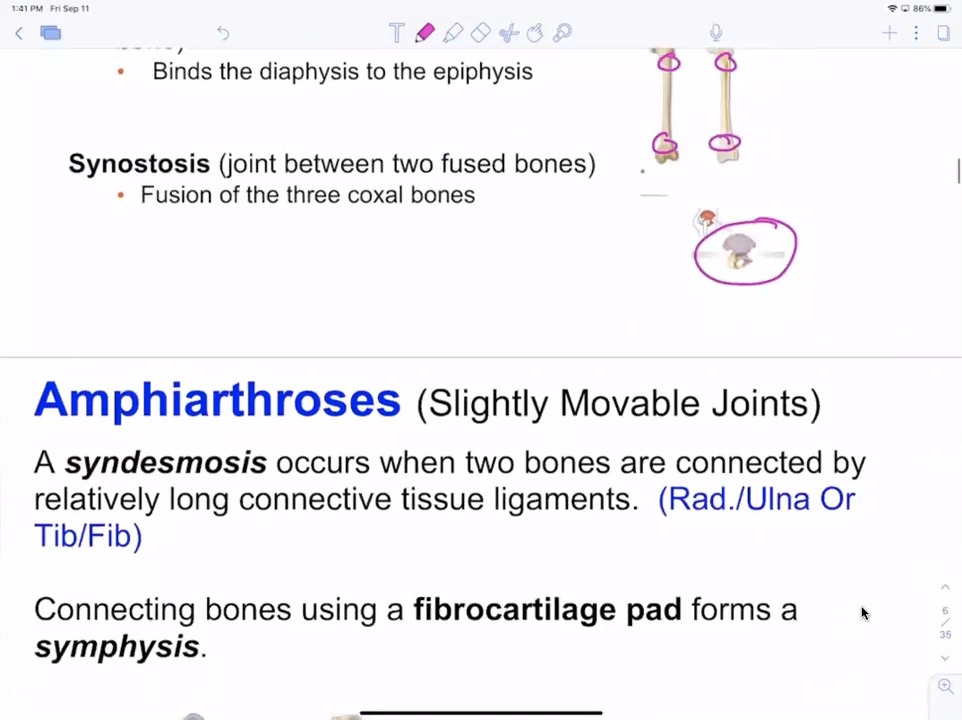 1:41 PM Fri Sep 11
86%
T
• Binds the diaphysis to the epiphysis
Synostosis (joint between two fused bones)
• Fusion of the three coxal bones
Amphiarthroses (Slightly Movable Joints)
A syndesmosis occurs when two bones are connected by
relatively long connective tissue ligaments. (Rad./Ulna Or
Tib/Fib)
Connecting bones using a fibrocartilage pad forms a
symphysis.
6
/
35